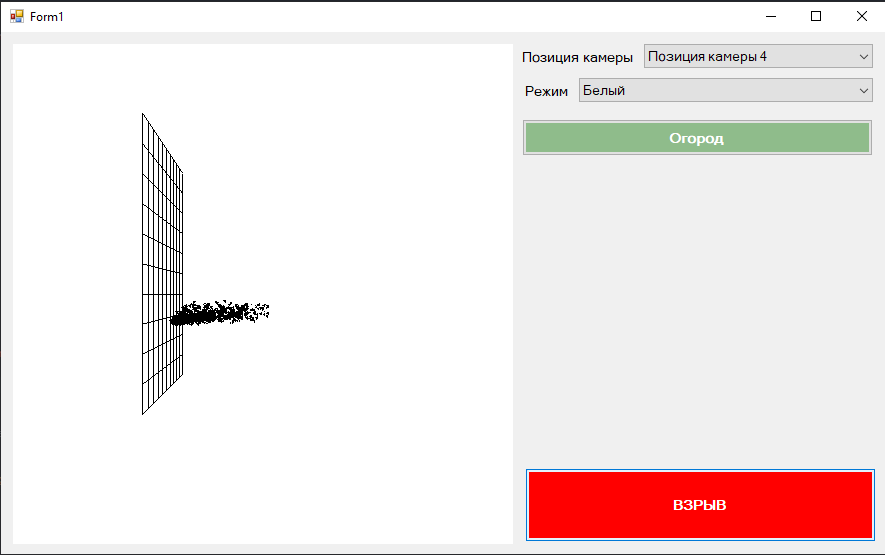 Form1
Позиция камеры
Позиция камеры 4
Режим
Белый
Огород
ВЗРЫВ